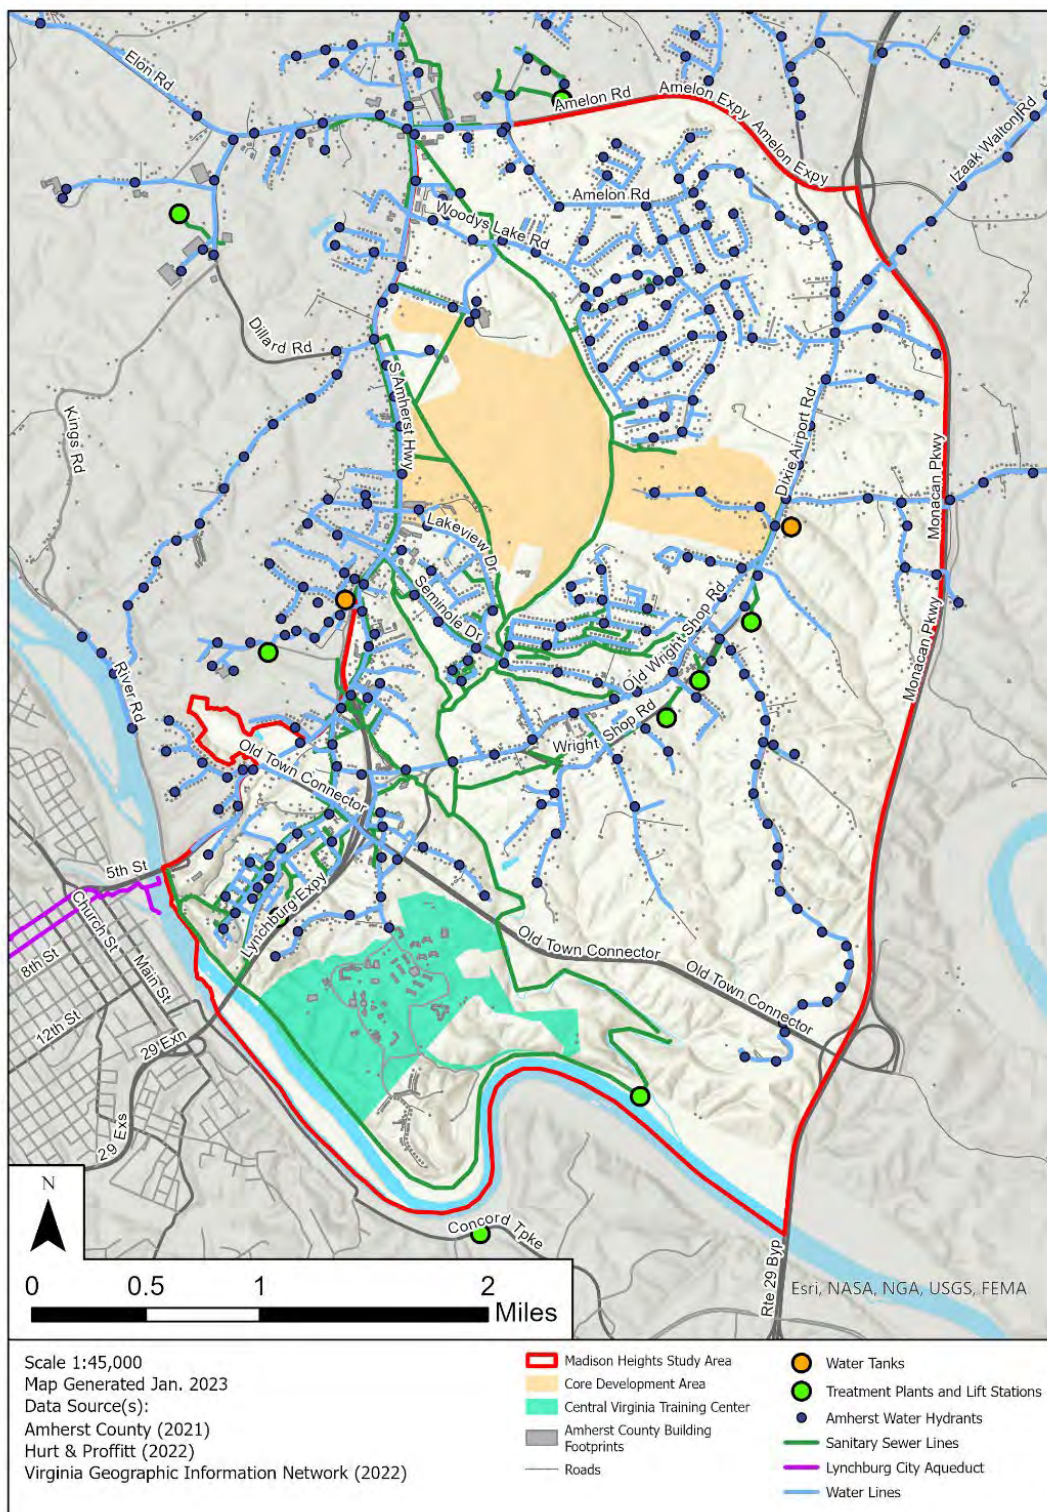 Elon Rd
Amelon Rd
Amelon Expy
Amelon Expy
Izaak Walton Rd
Amelon Rd
Woodys Lake Rd
Dillard Rd
S Amherst Hwy
Kings Rd
Dixie Airport Rd
Monacan Pkwy
Lakeview Dr
Seminole Dr
Old Wright Shop Rd
Monacan Pkwy
River Rd
Wright Shop Rd
Old Town Connector
5th St
Church St
Main St
8th St
12th St
Lynchburg Expy
Old Town Connector
Old Town Connector
29 Exn
29 Exs
Concord Tpke
Rte 29 Byp
N
0 0.5 1 2
Miles
Esri, NASA, NGA, USGS, FEMA
Scale 1:45,000
Map Generated Jan. 2023
Data Source(s):
Amherst County (2021)
Hurt & Proffitt (2022)
Virginia Geographic Information Network (2022)
Madison Heights Study Area
Core Development Area
Central Virginia Training Center
Amherst County Building
Footprints
Roads
Water Tanks
Treatment Plants and Lift Stations
Amherst Water Hydrants
Sanitary Sewer Lines
Lynchburg City Aqueduct
Water Lines